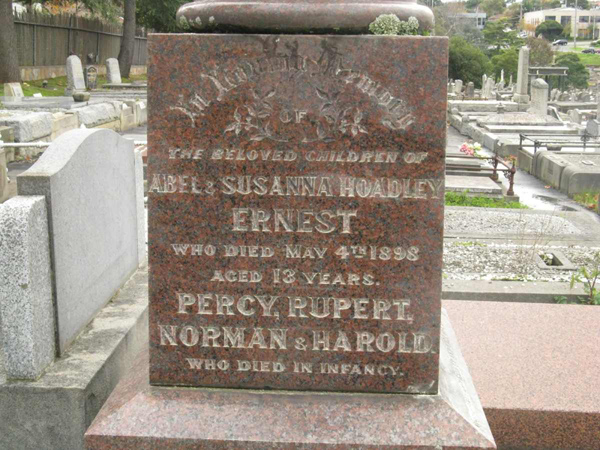 In Loving Memory
OF
THE BELOVED CHILDREN OF
ABEL & SUSANNA HOADLEY
ERNEST
WHO DIED MAY 4TH 1898
AGED 13 YEARS.
PERCY, RUPERT,
NORMAN & HAROLD.
WHO DIED IN INFANCY.